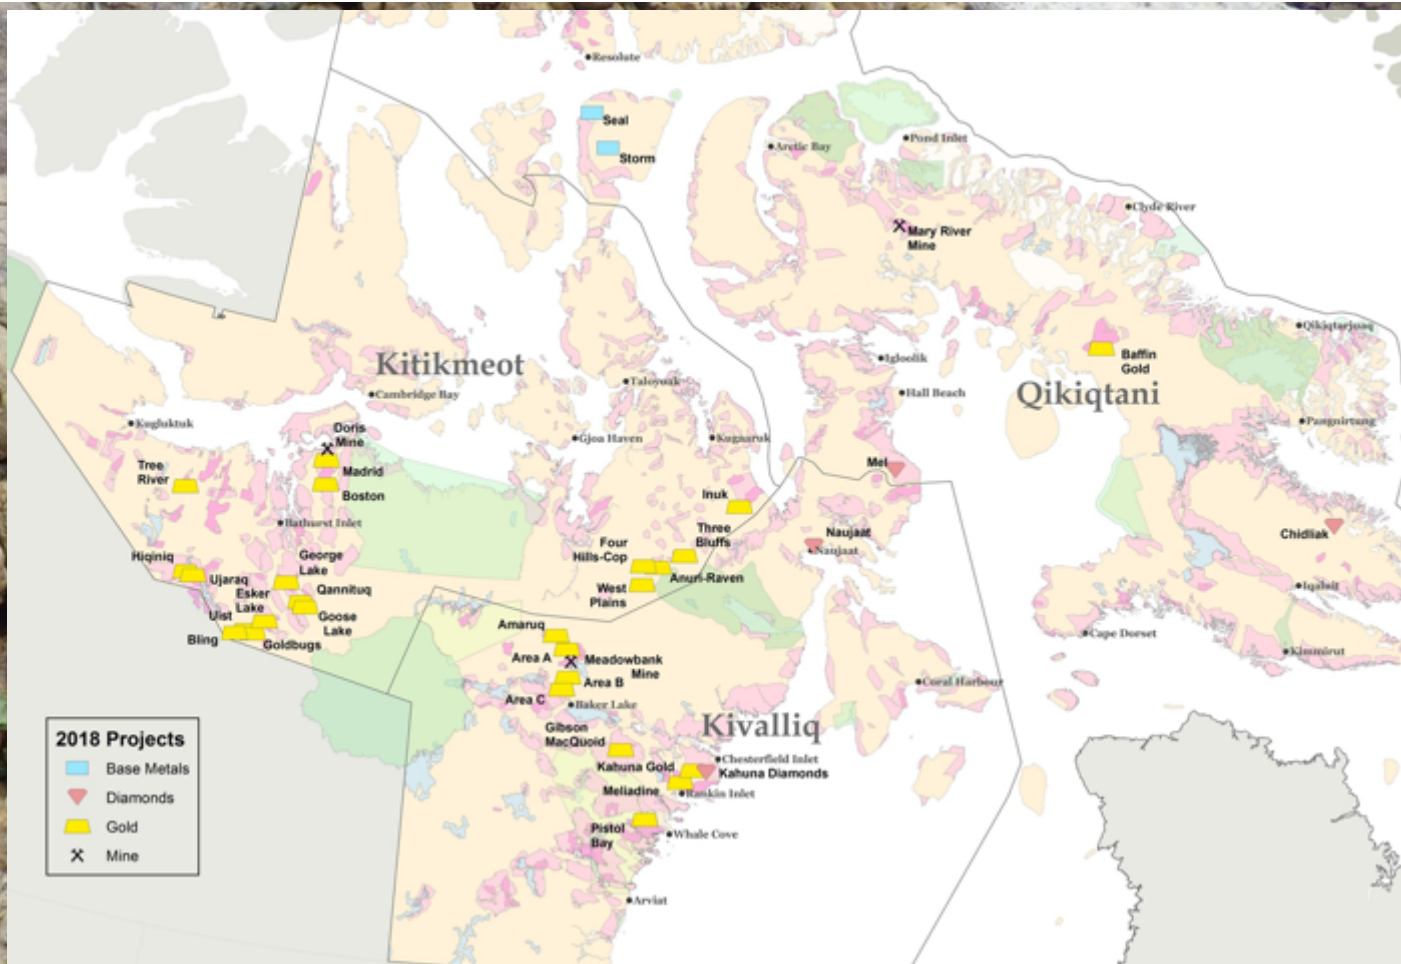 Resolute
Seal
Storm
Arctic Bay
Pond Inlet
Clyde River
Mary River
Mine
Qikiqtarjuaq
Baffin
Gold
Igloolik
Hall Beach
Qikiqtani
Pangnirtung
Kitikmeot
Taloyoak
Cambridge Bay
Kugluktuk
Gjoa Haven
Kugaaruk
Doris
Mine
Madrid
Boston
Tree
River
Bathurst Inlet
Mel
Inuk
Three
Bluffs
Naujaat
Naujaat
Chidliak
Four
Hills-Cop
Anuri-Raven
West
Plains
Hiqiniq
Ujaraq
George
Lake
Esker
Lake
Qannituq
Goose
Lake
Uist
Bling
Goldbugs
Iqaluit
Cape Dorset
Kimmirut
Amaruq
Area A
Meadowbank
Mine
Area B
Area C
Baker Lake
Coral Harbour
Kivalliq
Gibson
MacQuoid
Chesterfield Inlet
Kahuna Gold
Kahuna Diamonds
Meliadine
Rankin Inlet
Pistol
Bay
Whale Cove
Arviat
2018 Projects
Base Metals
Diamonds
Gold
Mine